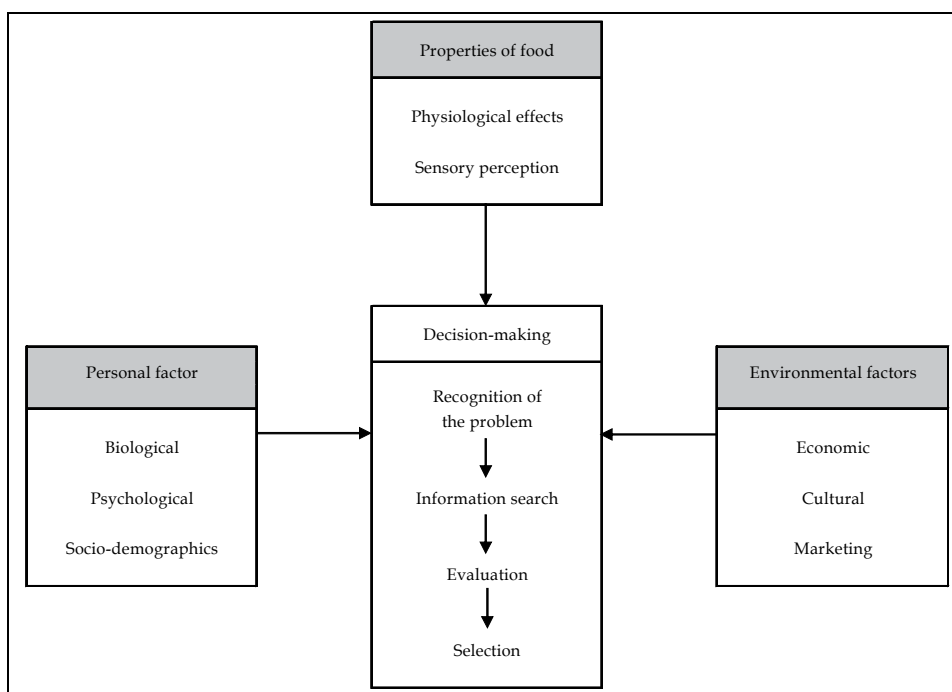 Properties of food
Physiological effects
Sensory perception
Decision-making
Recognition of
the problem
Information search
Evaluation
Selection
Personal factor
Biological
Psychological
Socio-demographics
Environmental factors
Economic
Cultural
Marketing